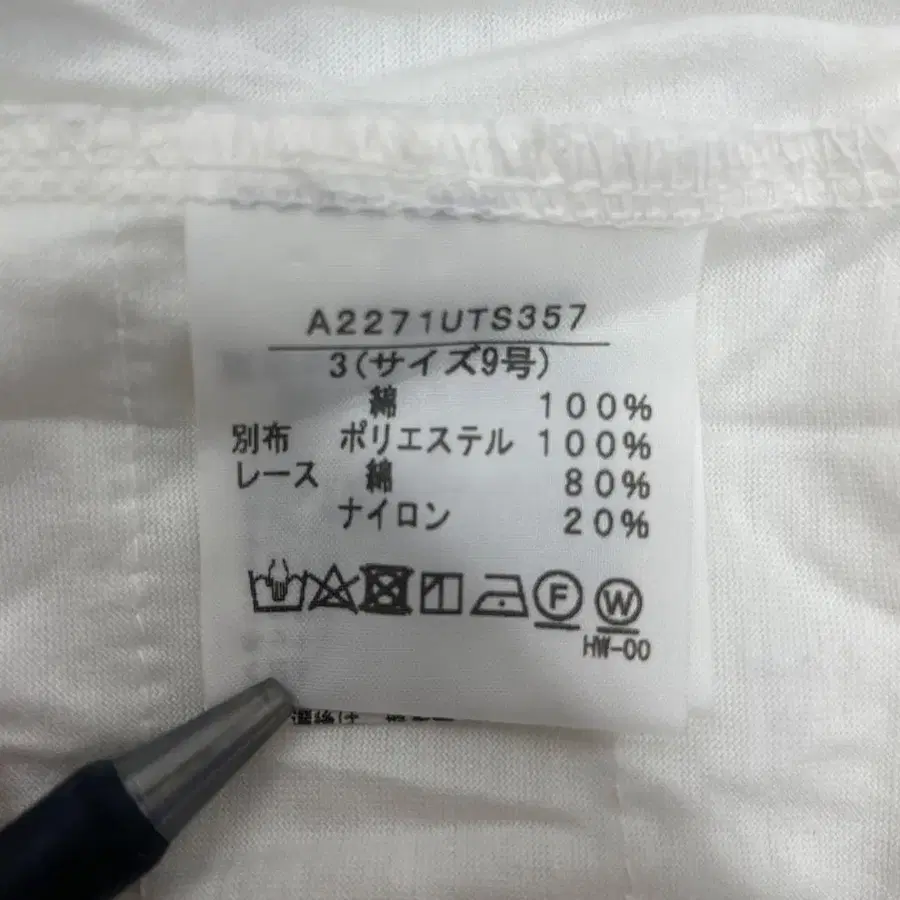 A2271UTS357
3(サイズ9号)
綿 100%
別布 ポリエステル 100%
レース 綿 80%
ナイロン 20%
F W
HW-00